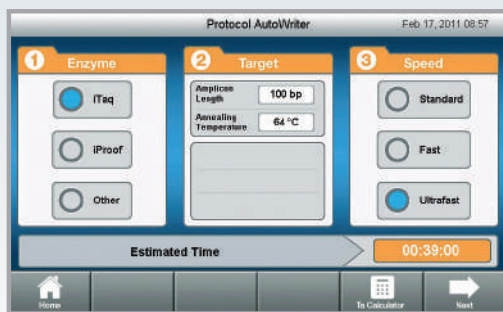 Protocol AutoWriter
Feb 17, 2011 08:57
1 Enzyme
iTaq
iProof
Other
2 Target
Amplicon
Length
100 bp
Annealing
Temperature
64 °C
3 Speed
Standard
Fast
Ultrafast
Estimated Time
00:39:00
Home
Ta Calculator
Next